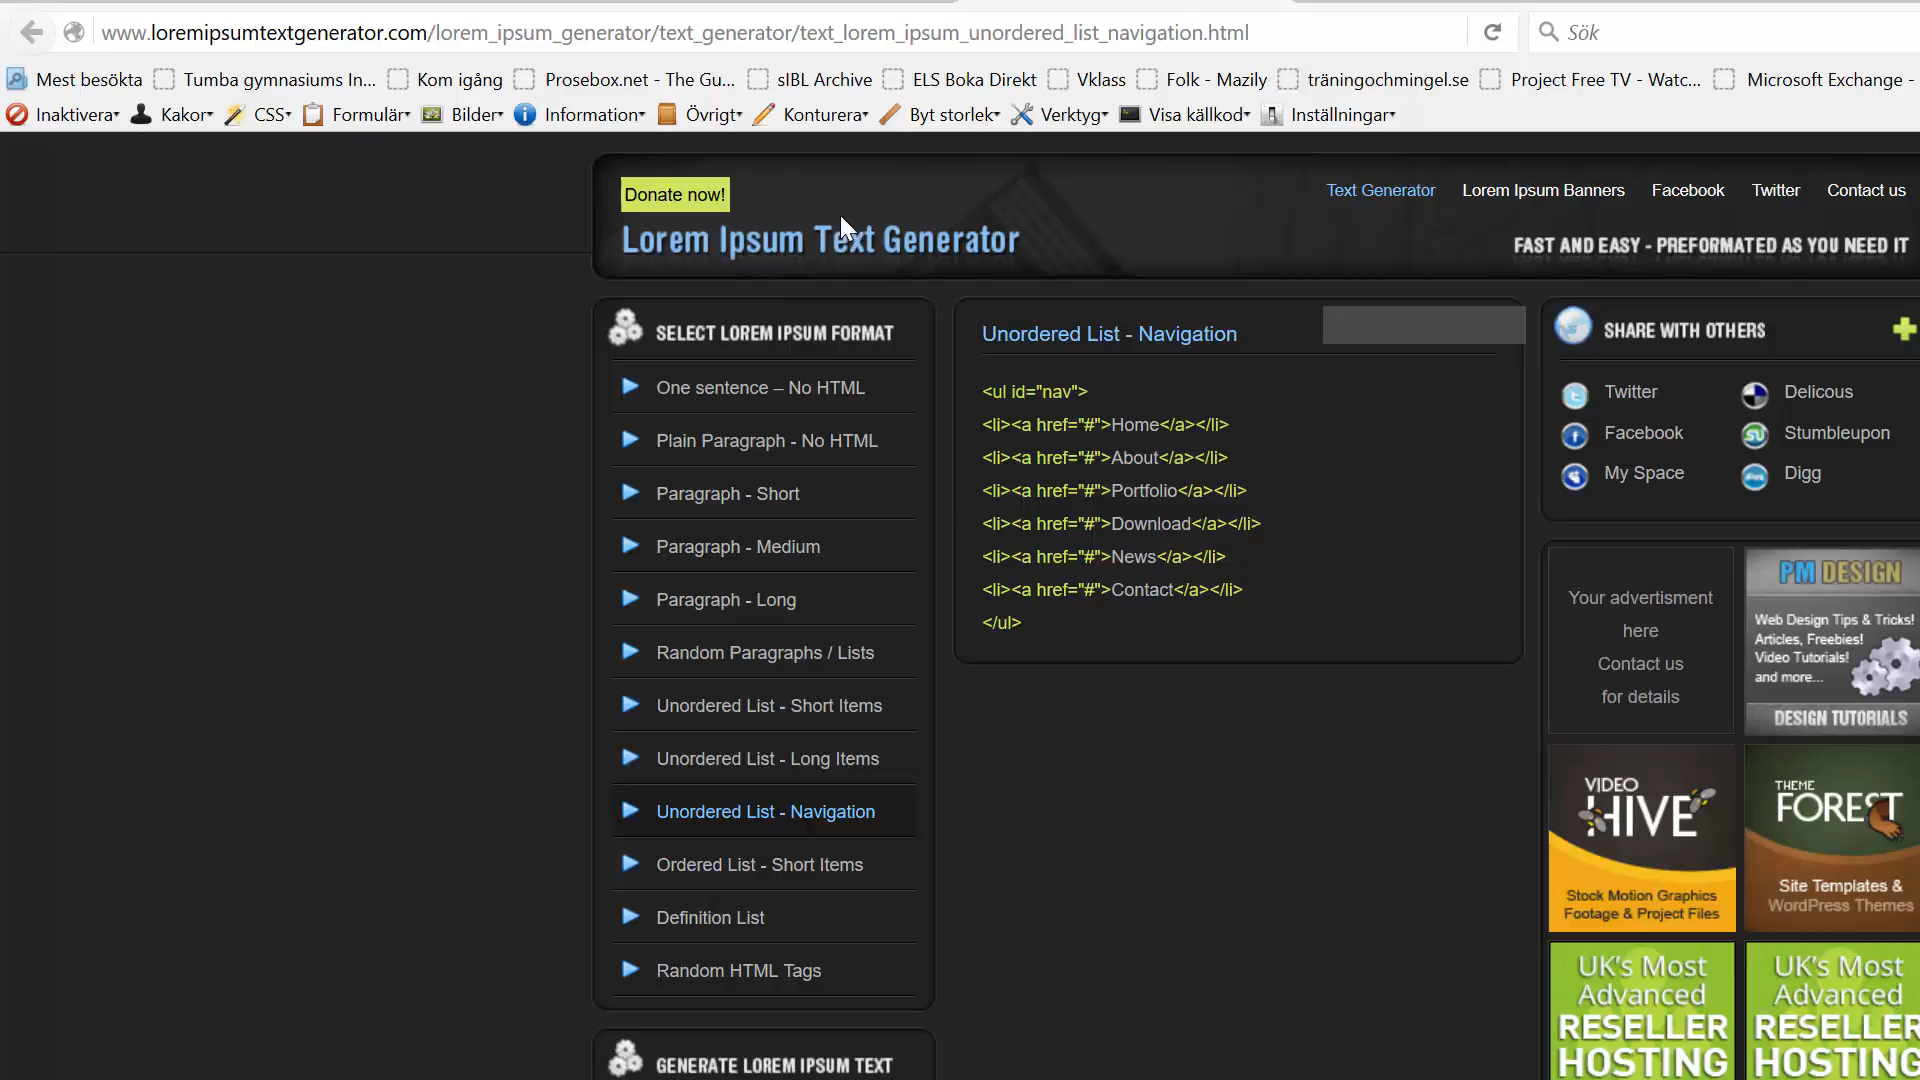 www.loremipsumtextgenerator.com/lorem_ipsum_generator/text_generator/text_lorem_ipsum_unordered_list_navigation.html
Sök
Mest besökta
Tumba gymnasiums In...
Kom igång
Prosebox.net - The Gu...
sIBL Archive
ELS Boka Direkt
Vklass
Folk - Mazily
träningochmingel.se
Project Free TV - Watc...
Microsoft Exchange -
Inaktivera
Kakor
CSS
Formulär
Bilder
Information
Övrigt
Konturera
Byt storlek
Verktyg
Visa källkod
Inställningar
Donate now!
Text Generator
Lorem Ipsum Banners
Facebook
Twitter
Contact us
Lorem Ipsum Text Generator
FAST AND EASY - PREFORMATED AS YOU NEED IT
SELECT LOREM IPSUM FORMAT
One sentence – No HTML
Plain Paragraph - No HTML
Paragraph - Short
Paragraph - Medium
Paragraph - Long
Random Paragraphs / Lists
Unordered List - Short Items
Unordered List - Long Items
Unordered List - Navigation
Ordered List - Short Items
Definition List
Random HTML Tags
GENERATE LOREM IPSUM TEXT
Unordered List - Navigation
<ul id="nav">
<li><a href="#">Home</a></li>
<li><a href="#">About</a></li>
<li><a href="#">Portfolio</a></li>
<li><a href="#">Download</a></li>
<li><a href="#">News</a></li>
<li><a href="#">Contact</a></li>
</ul>
SHARE WITH OTHERS
Twitter
Delicous
Facebook
Stumbleupon
My Space
Digg
Your advertisment
here
Contact us
for details
PM DESIGN
Web Design Tips & Tricks!
Articles, Freebies!
Video Tutorials!
and more...
DESIGN TUTORIALS
VIDEO
HIVE
Stock Motion Graphics
Footage & Project Files
THEME
FOREST
Site Templates &
WordPress Themes
UK's Most
Advanced
RESELLER
HOSTING
UK's Most
Advanced
RESELLER
HOSTING